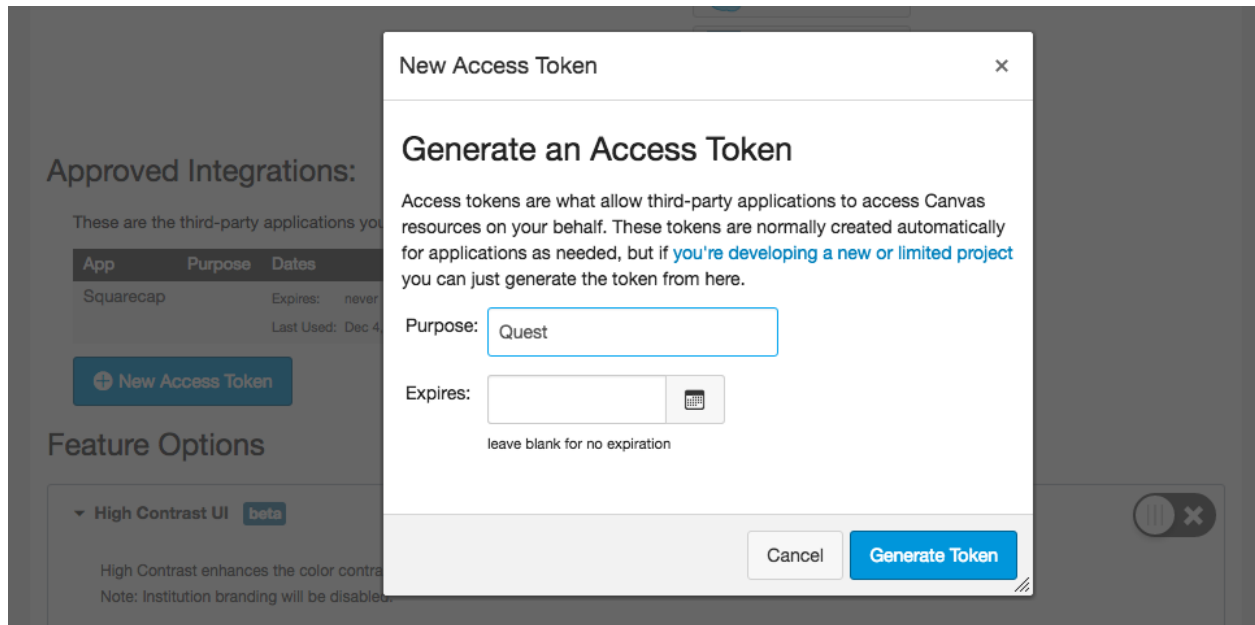 New Access Token
×
Generate an Access Token
Access tokens are what allow third-party applications to access Canvas
resources on your behalf. These tokens are normally created automatically
for applications as needed, but if you're developing a new or limited project
you can just generate the token from here.
Purpose: Quest
Expires:
leave blank for no expiration
Cancel Generate Token
Approved Integrations:
These are the third-party applications you
App Purpose Dates
Squarecap Expires: never
Last Used: Dec 4,
New Access Token
Feature Options
High Contrast UI beta
High Contrast enhances the color contra
Note: Institution branding will be disabled.